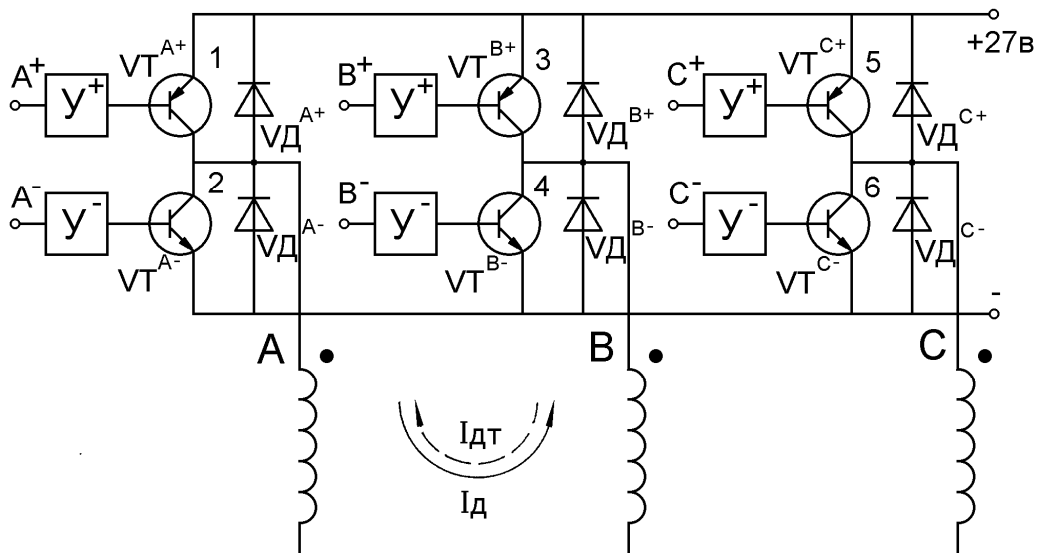 +27в
A⁺ У⁺ VTᴬ⁺ 1 VДᴬ⁺
B⁺ У⁺ VTᴮ⁺ 3 VДᴮ⁺
C⁺ У⁺ VTᶜ⁺ 5 VДᶜ⁺
A⁻ У⁻ VTᴬ⁻ 2 VДᴬ⁻
B⁻ У⁻ VTᴮ⁻ 4 VДᴮ⁻
C⁻ У⁻ VTᶜ⁻ 6 VДᶜ⁻
-
A B C
Iдт
Iд